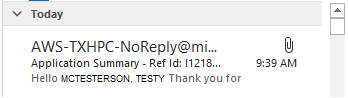 Today
AWS-TXHPC-NoReply@mi...
Application Summary - Ref Id: I1218... 9:39 AM
Hello MCTESTERSON, TESTY Thank you for